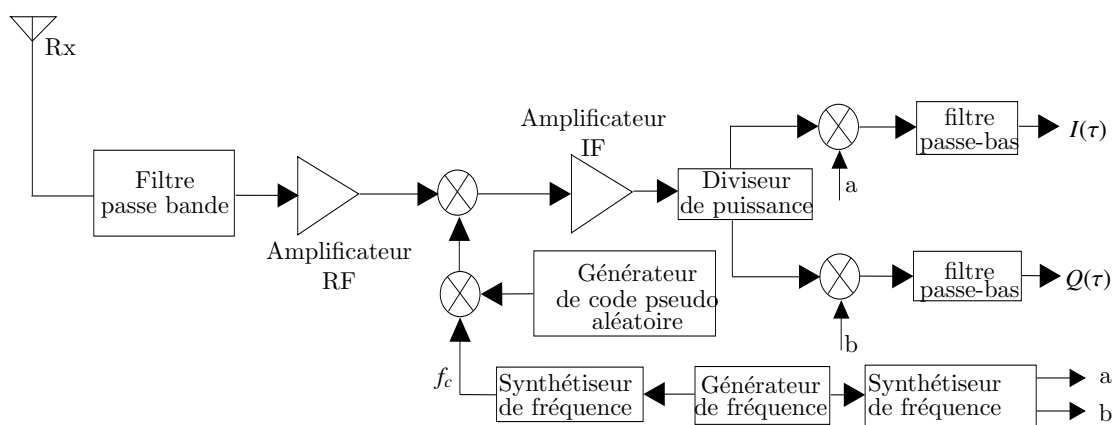 Rx
Filtre
passe bande
Amplificateur
RF
Amplificateur
IF
Diviseur
de puissance
a
filtre
passe-bas
I(τ)
b
filtre
passe-bas
Q(τ)
Générateur
de code pseudo
aléatoire
f_c
Synthétiseur
de fréquence
Générateur
de fréquence
Synthétiseur
de fréquence
a
b